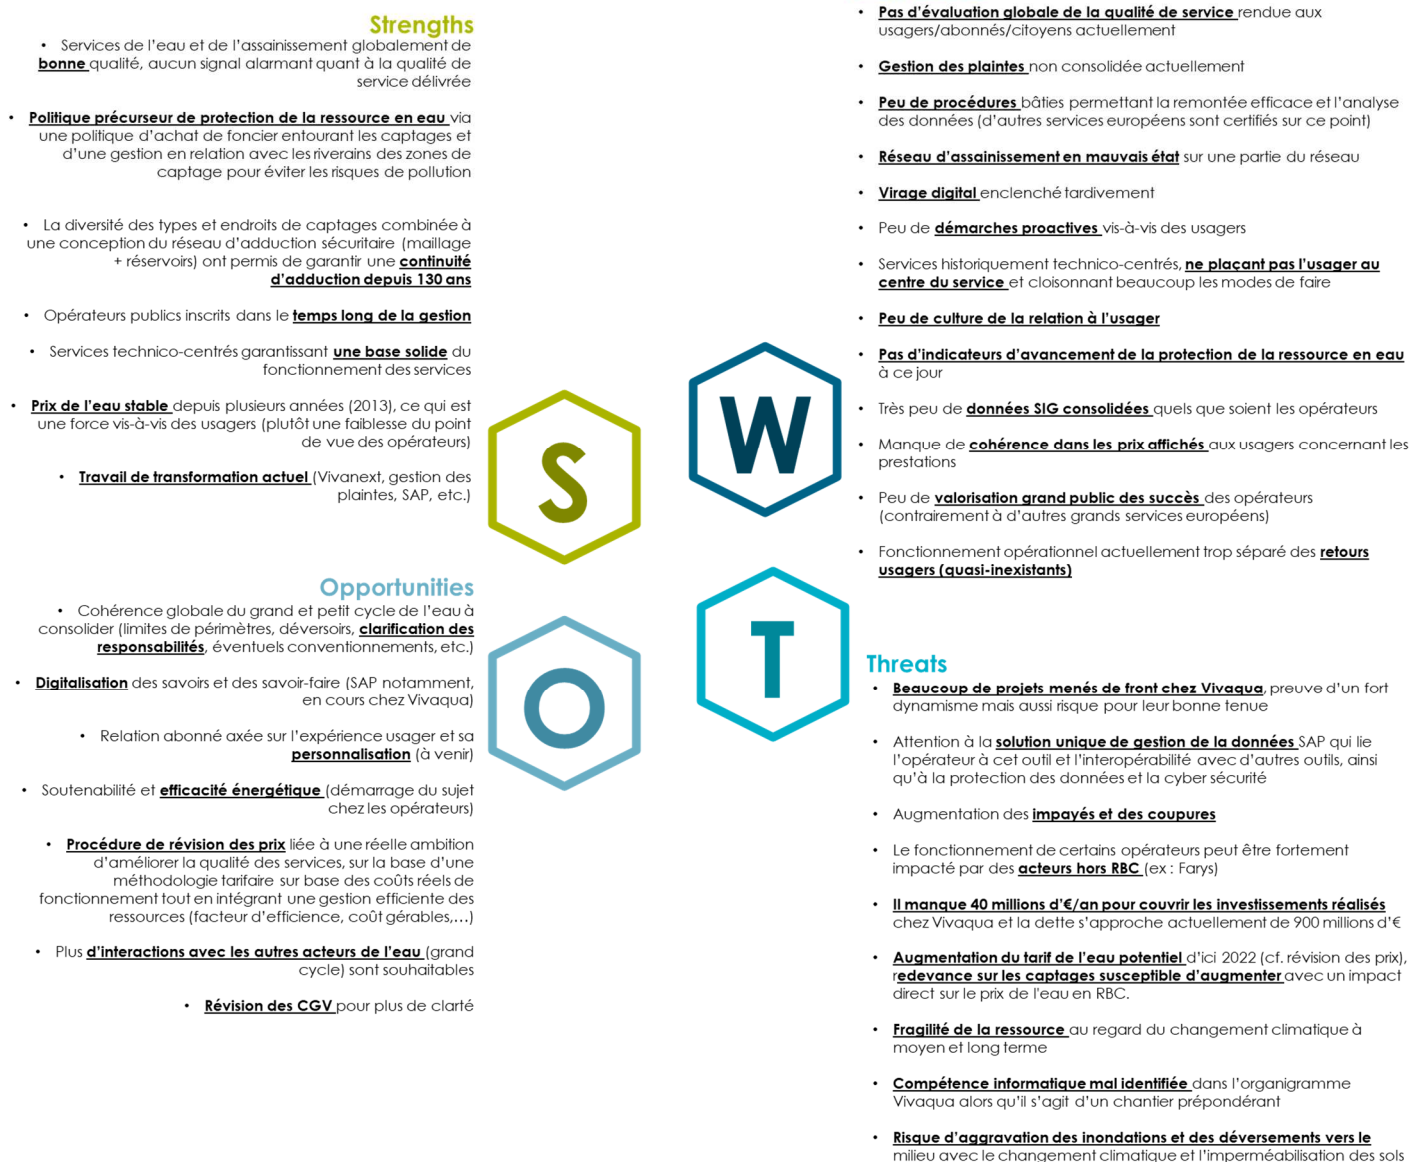 Strengths
• Services de l'eau et de l'assainissement globalement de
bonne qualité, aucun signal alarmant quant à la qualité de
service délivrée
• Politique précurseur de protection de la ressource en eau via
une politique d'achat de foncier entourant les captages et
d'une gestion en relation avec les riverains des zones de
captage pour éviter les risques de pollution
• La diversité des types et endroits de captages combinée à
une conception du réseau d'adduction sécuritaire (maillage
+ réservoirs) ont permis de garantir une continuité
d'adduction depuis 130 ans
• Opérateurs publics inscrits dans le temps long de la gestion
• Services technico-centrés garantissant une base solide du
fonctionnement des services
• Prix de l'eau stable depuis plusieurs années (2013), ce qui est
une force vis-à-vis des usagers (plutôt une faiblesse du point
de vue des opérateurs)
• Travail de transformation actuel (Vivanext, gestion des
plaintes, SAP, etc.)
S
W
• Pas d'évaluation globale de la qualité de service rendue aux
usagers/abonnés/citoyens actuellement
• Gestion des plaintes non consolidée actuellement
• Peu de procédures bâties permettant la remontée efficace et l'analyse
des données (d'autres services européens sont certifiés sur ce point)
• Réseau d'assainissement en mauvais état sur une partie du réseau
• Virage digital enclenché tardivement
• Peu de démarches proactives vis-à-vis des usagers
• Services historiquement technico-centrés, ne plaçant pas l'usager au
centre du service et cloisonnant beaucoup les modes de faire
• Peu de culture de la relation à l'usager
• Pas d'indicateurs d'avancement de la protection de la ressource en eau
à ce jour
• Très peu de données SIG consolidées quels que soient les opérateurs
• Manque de cohérence dans les prix affichés aux usagers concernant les
prestations
• Peu de valorisation grand public des succès des opérateurs
(contrairement à d'autres grands services européens)
• Fonctionnement opérationnel actuellement trop séparé des retours
usagers (quasi-inexistants)
Opportunities
• Cohérence globale du grand et petit cycle de l'eau à
consolider (limites de périmètres, déversoirs, clarification des
responsabilités, éventuels conventionnements, etc.)
• Digitalisation des savoirs et des savoir-faire (SAP notamment,
en cours chez Vivaqua)
• Relation abonné axée sur l'expérience usager et sa
personnalisation (à venir)
• Soutenabilité et efficacité énergétique (démarrage du sujet
chez les opérateurs)
• Procédure de révision des prix liée à une réelle ambition
d'améliorer la qualité des services, sur la base d'une
méthodologie tarifaire sur base des coûts réels de
fonctionnement tout en intégrant une gestion efficiente des
ressources (facteur d'efficience, coût gérables,...)
• Plus d'interactions avec les autres acteurs de l'eau (grand
cycle) sont souhaitables
• Révision des CGV pour plus de clarté
O
T
Threats
• Beaucoup de projets menés de front chez Vivaqua, preuve d'un fort
dynamisme mais aussi risque pour leur bonne tenue
• Attention à la solution unique de gestion de la données SAP qui lie
l'opérateur à cet outil et l'interopérabilité avec d'autres outils, ainsi
qu'à la protection des données et la cyber sécurité
• Augmentation des impayés et des coupures
• Le fonctionnement de certains opérateurs peut être fortement
impacté par des acteurs hors RBC (ex : Farys)
• Il manque 40 millions d'€/an pour couvrir les investissements réalisés
chez Vivaqua et la dette s'approche actuellement de 900 millions d'€
• Augmentation du tarif de l'eau potentiel d'ici 2022 (cf. révision des prix),
redevance sur les captages susceptible d'augmenter avec un impact
direct sur le prix de l'eau en RBC.
• Fragilité de la ressource au regard du changement climatique à
moyen et long terme
• Compétence informatique mal identifiée dans l'organigramme
Vivaqua alors qu'il s'agit d'un chantier prépondérant
• Risque d'aggravation des inondations et des déversements vers le
milieu avec le changement climatique et l'imperméabilisation des sols